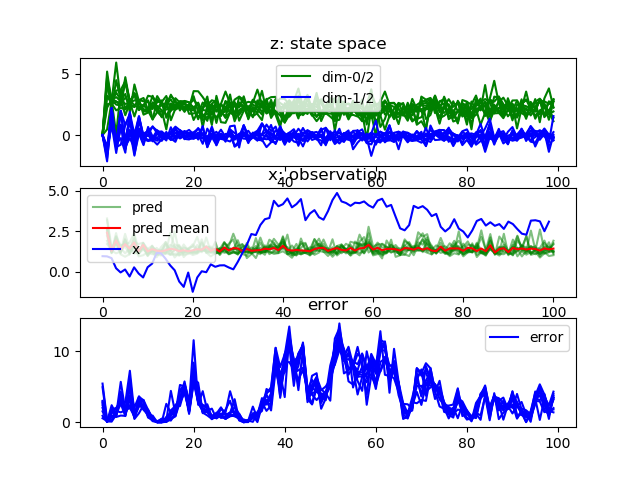 z: state space
5
0
dim-0/2
dim-1/2
0 20 40 60 80 100
x: observation
5.0
2.5
0.0
pred
pred_mean
x
0 20 40 60 80 100
error
10
0
error
0 20 40 60 80 100